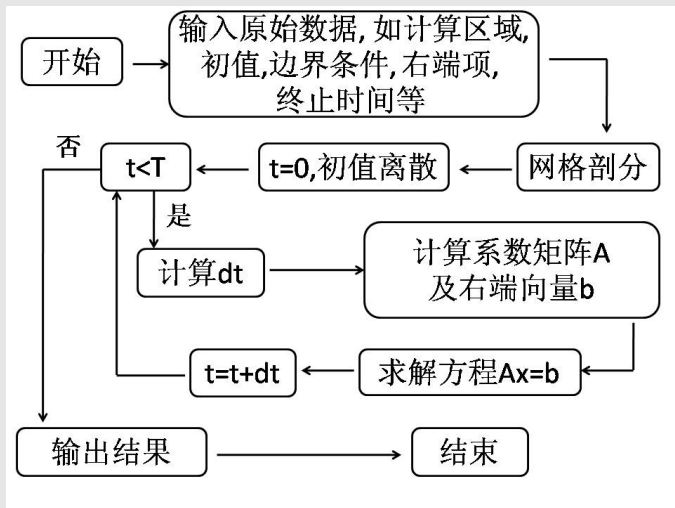 开始
输入原始数据, 如计算区域,
初值,边界条件, 右端项,
终止时间等
网格剖分
t=0,初值离散
t<T
否
是
计算dt
计算系数矩阵A
及右端向量b
求解方程Ax=b
t=t+dt
输出结果
结束